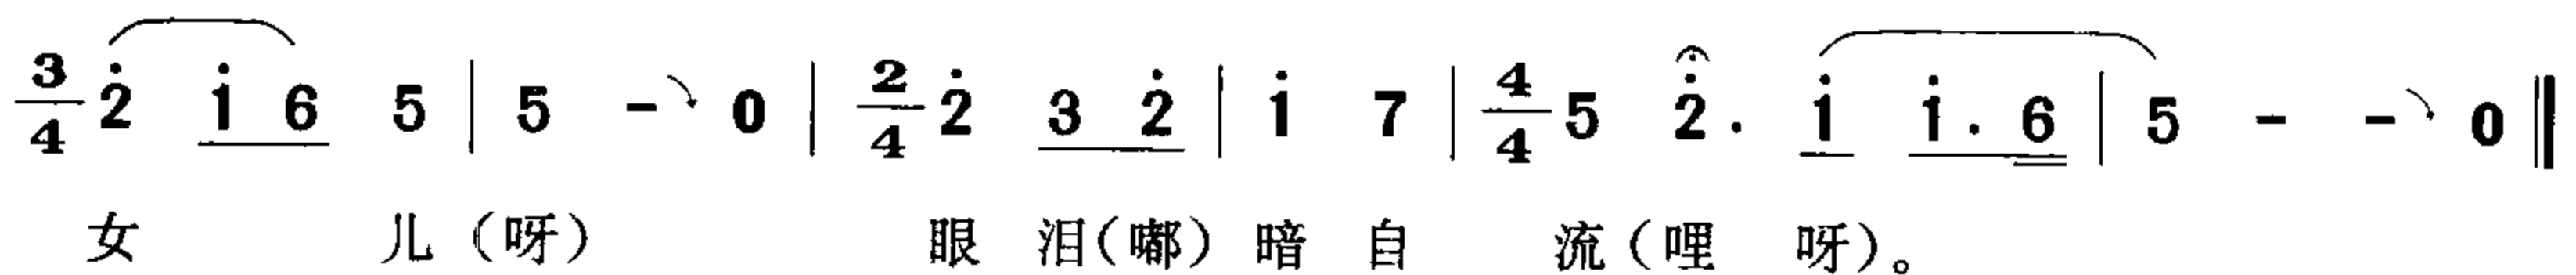 3/4 2̇ 1̇ 6 5 | 5 - 0 | 2/4 2̇ 3 2̇ | 1̇ 7 | 4/4 5 2̇. 1̇ 1̇. 6 | 5 - - 0 ‖
女 儿（呀） 眼 泪（嘟）暗 自 流（哩 呀）。